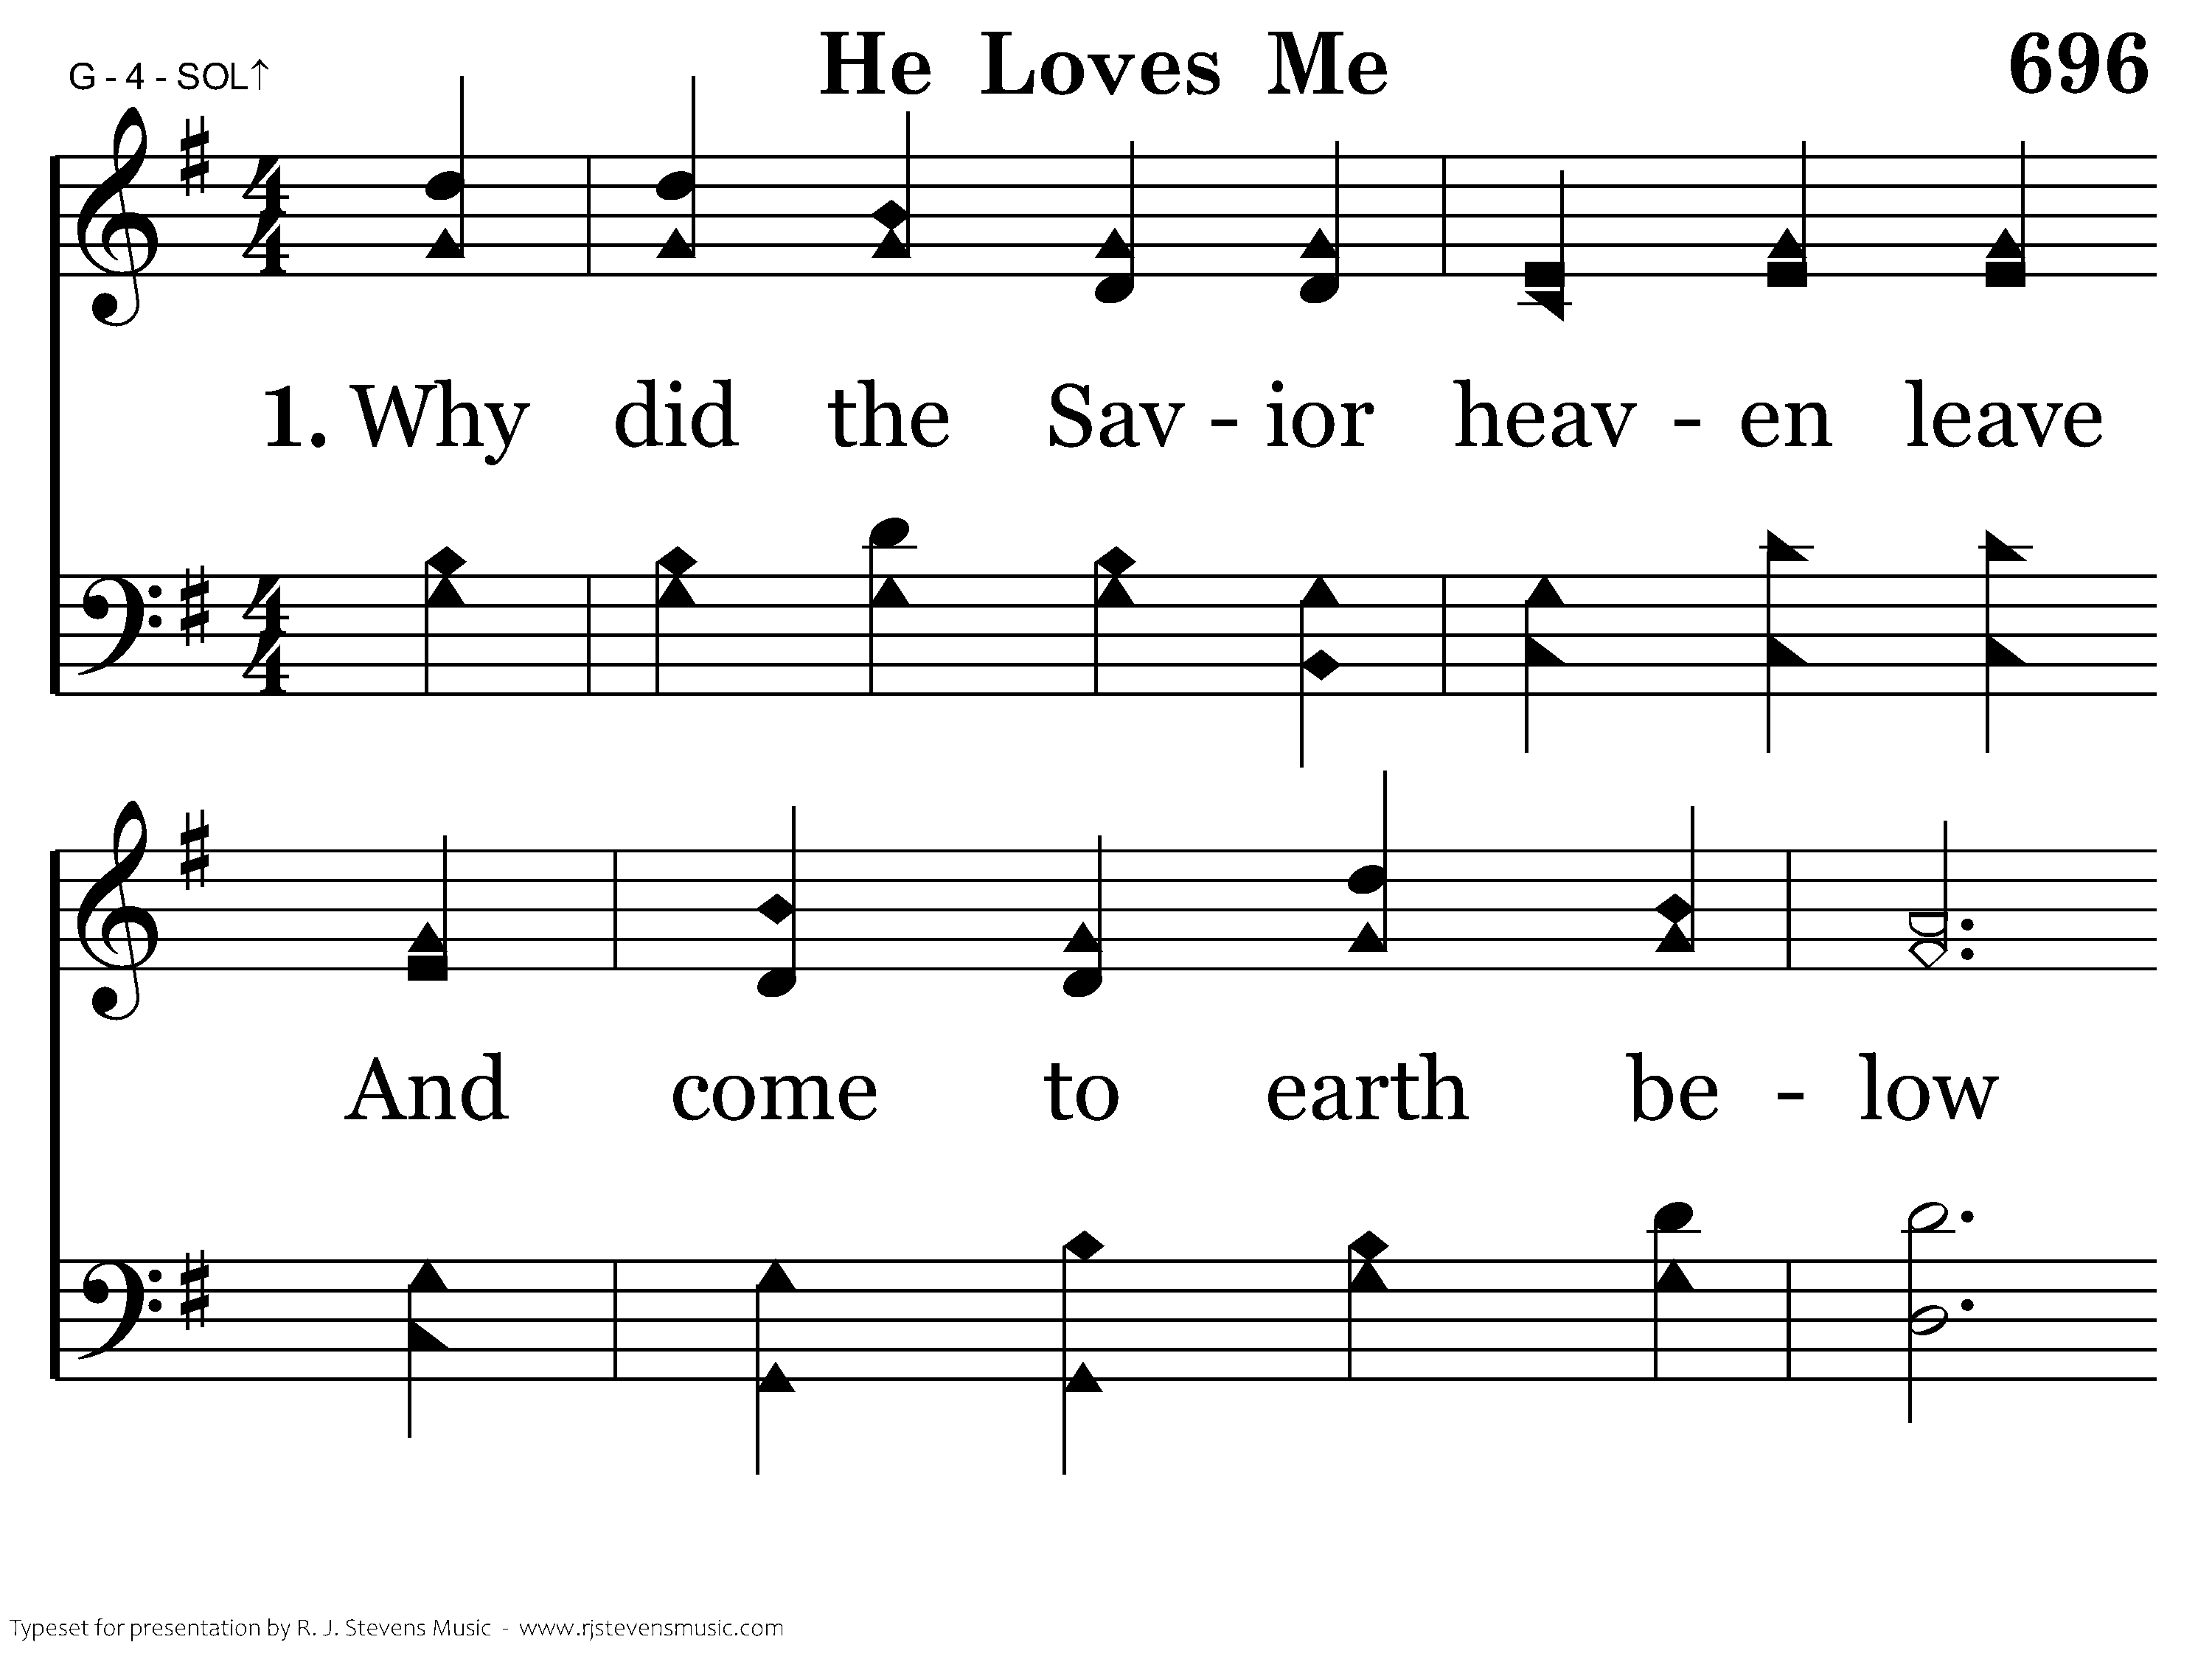 G - 4 - SOL↑ He Loves Me 696
1. Why did the Sav - ior heav - en leave
And come to earth be - low
Typeset for presentation by R. J. Stevens Music - www.rjstevensmusic.com